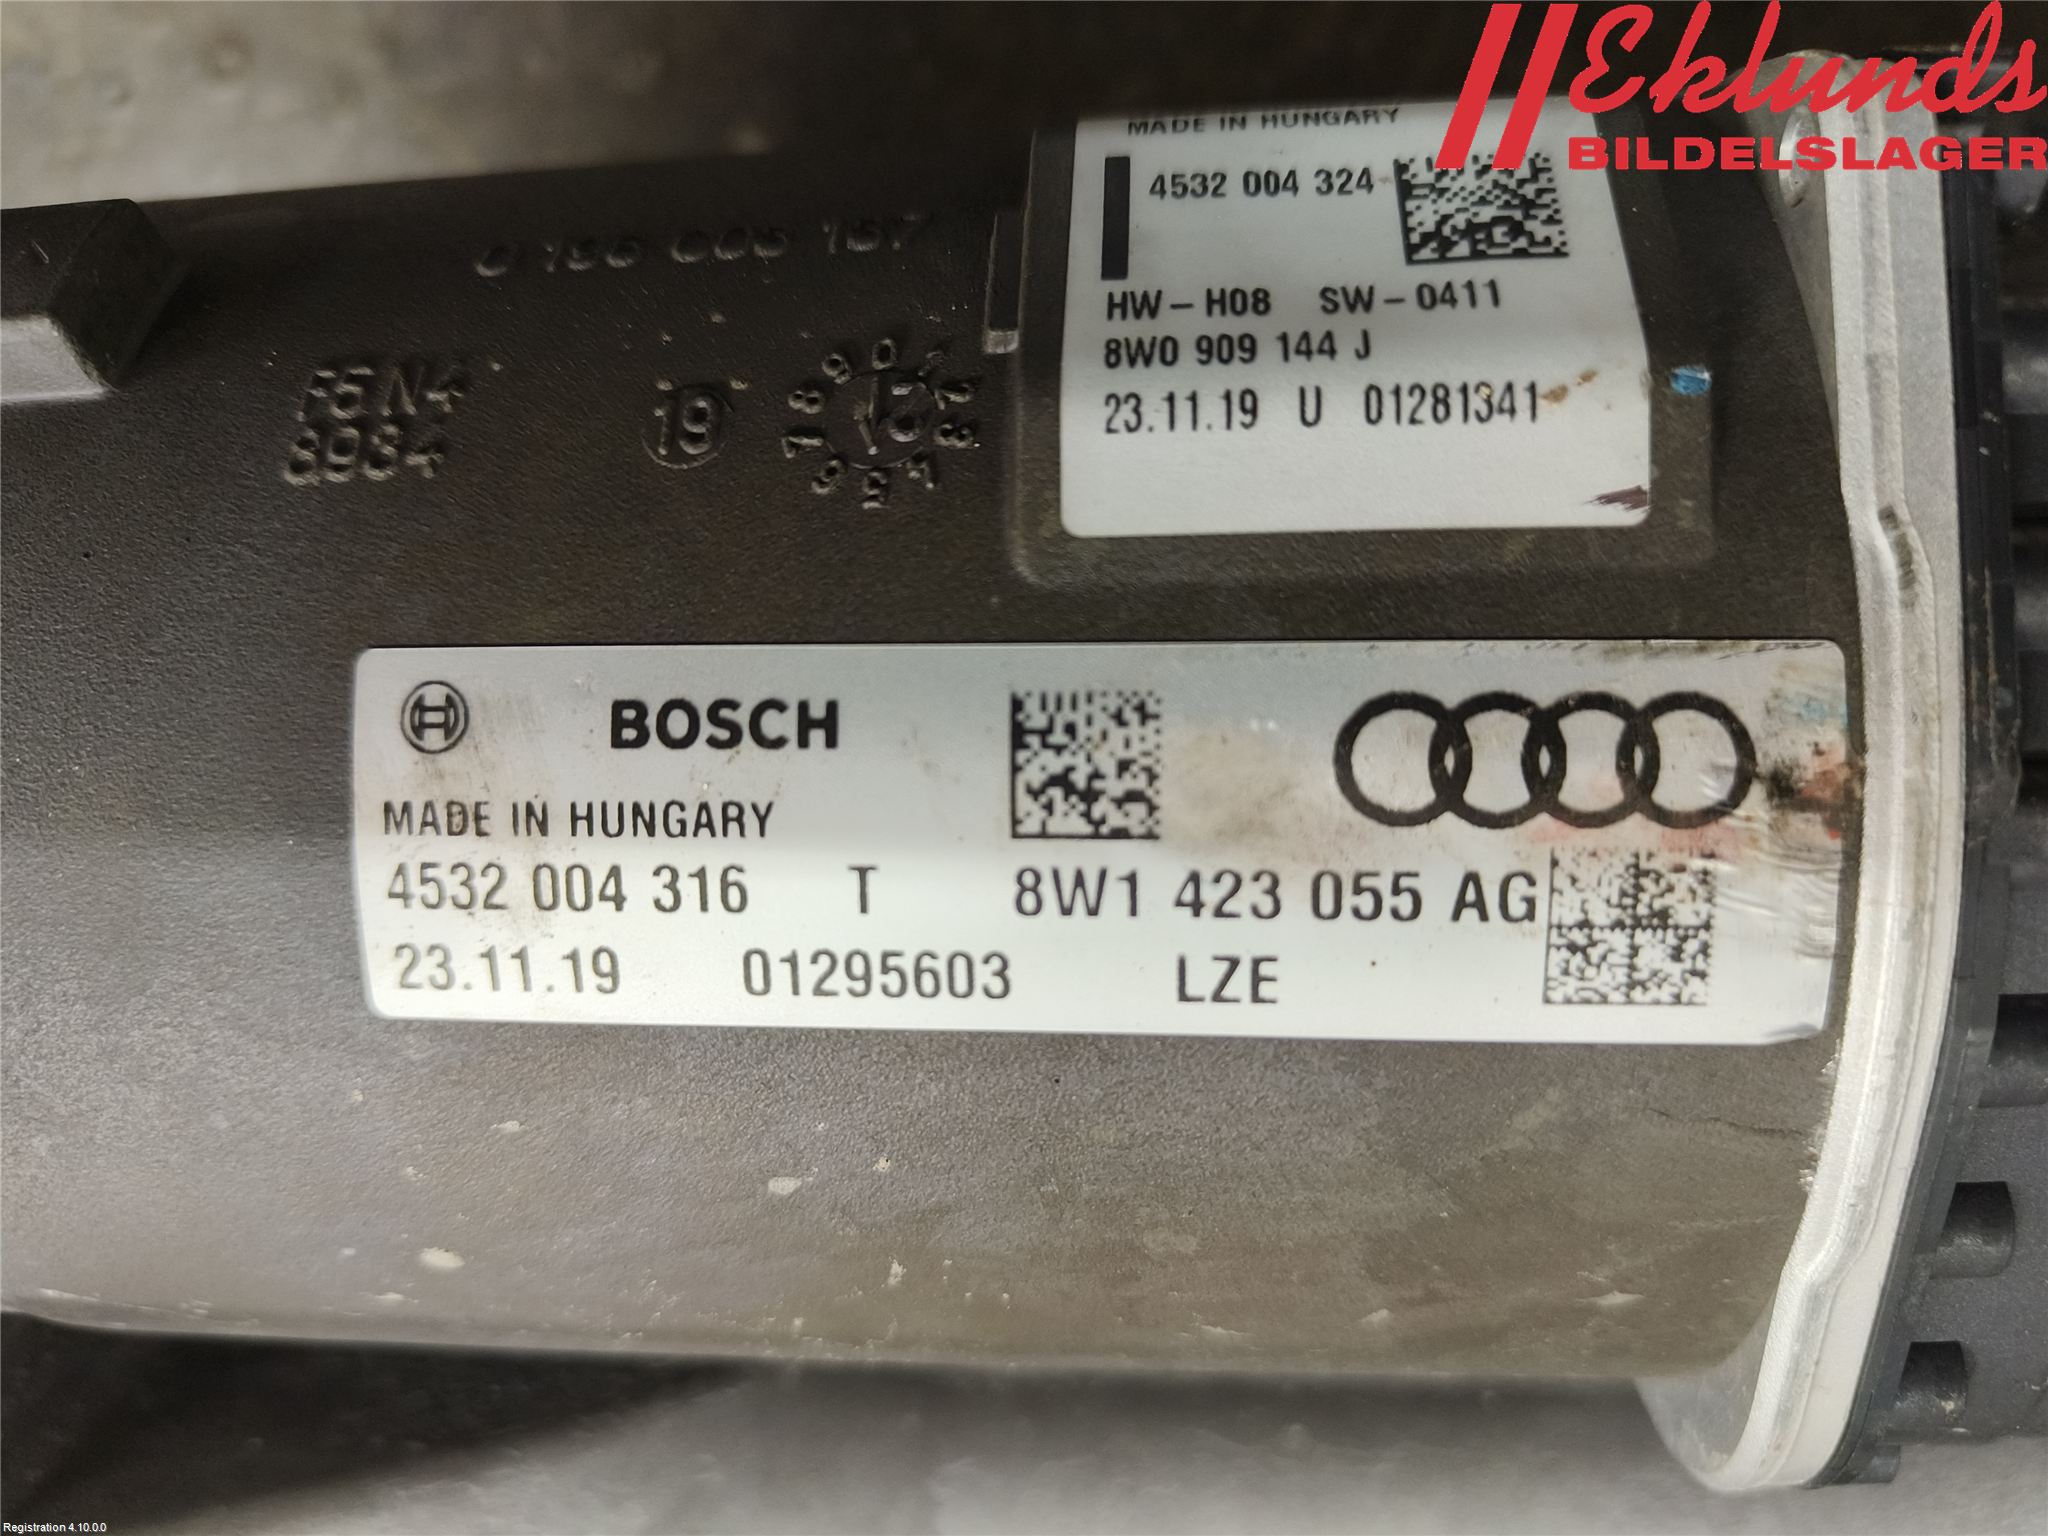 Eklunds
BILDELSLAGER
MADE IN HUNGARY
4532 004 324
HW-H08 SW-0411
8W0 909 144 J
23.11.19 U 01281341
19
BOSCH
MADE IN HUNGARY
4532 004 316 T 8W1 423 055 AG
23.11.19 01295603 LZE
Registration 4.10.0.0